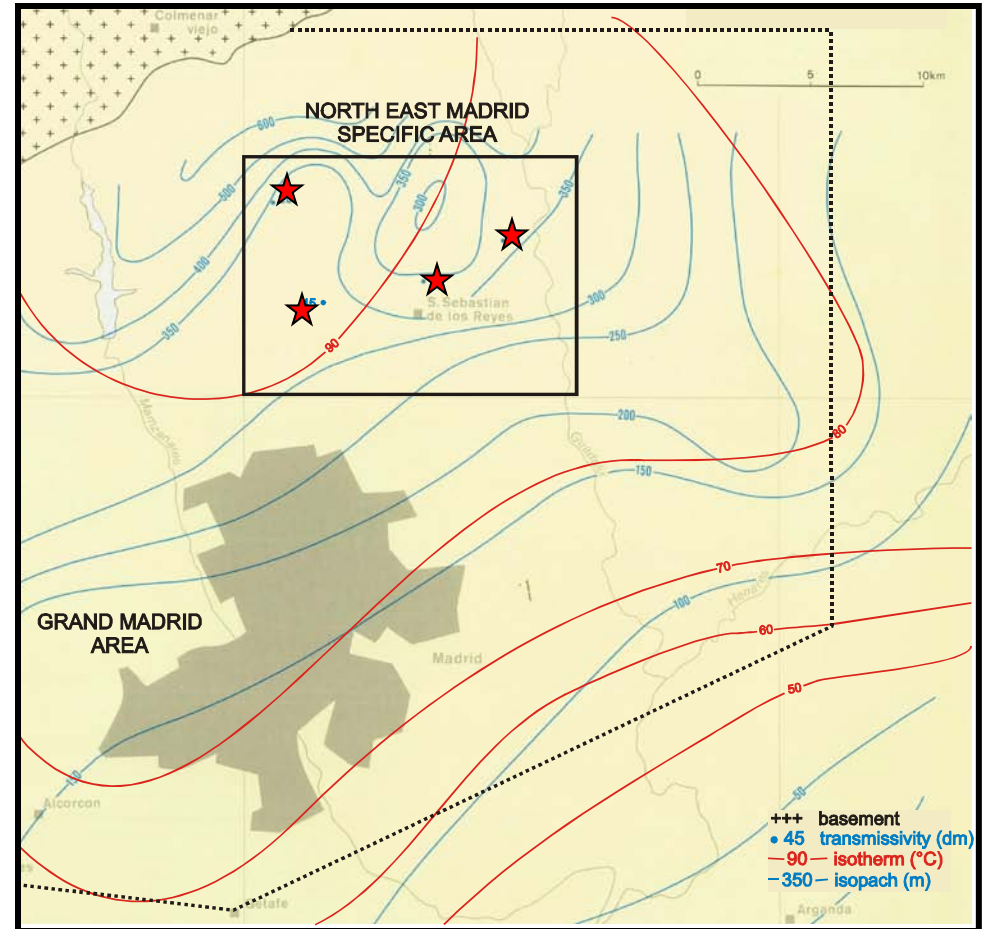 Colmenar
viejo
0 5 10km
NORTH EAST MADRID
SPECIFIC AREA
600
350
500
300
350
400
350
300
S. Sebastian
de los Reyes
250
90
200
80
150
Manzanares
70
100
Henares
60
GRAND MADRID
AREA
Madrid
50
150
50
Alcorcon
+++ basement
• 45 transmissivity (dm)
90 isotherm (°C)
350 isopach (m)
Arganda